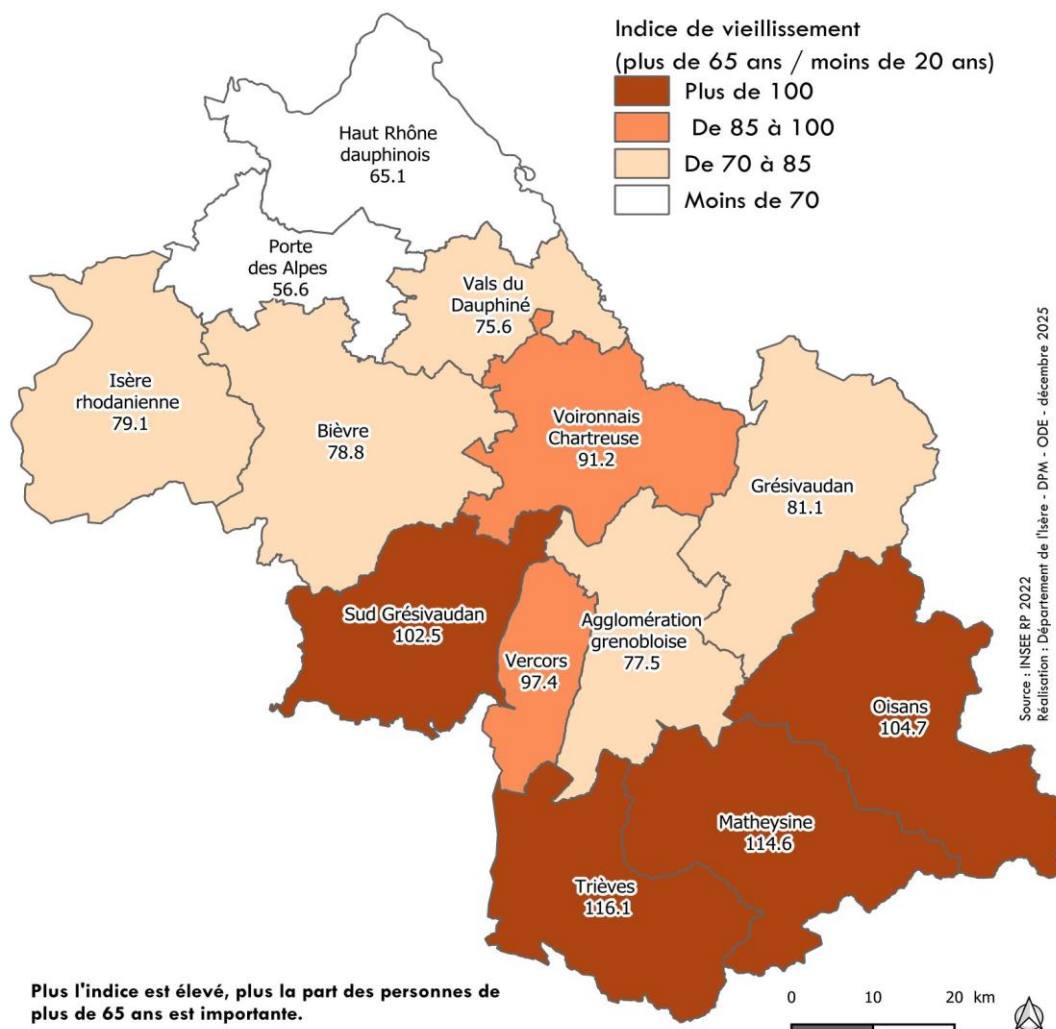 Indice de vieillissement
(plus de 65 ans / moins de 20 ans)
Plus de 100
De 85 à 100
De 70 à 85
Moins de 70
Haut Rhône
dauphinois
65.1
Porte
des Alpes
56.6
Vals du
Dauphiné
75.6
Isère
rhodanienne
79.1
Bièvre
78.8
Voironnais
Chartreuse
91.2
Grésivaudan
81.1
Sud Grésivaudan
102.5
Vercors
97.4
Agglomération
grenobloise
77.5
Oisans
104.7
Matheysine
114.6
Trièves
116.1
Source : INSEE RP 2022
Réalisation : Département de l'Isère - DPM - ODE - décembre 2025
Plus l'indice est élevé, plus la part des personnes de
plus de 65 ans est importante.
0 10 20 km